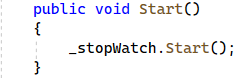 public void Start()
{
_stopWatch.Start();
}